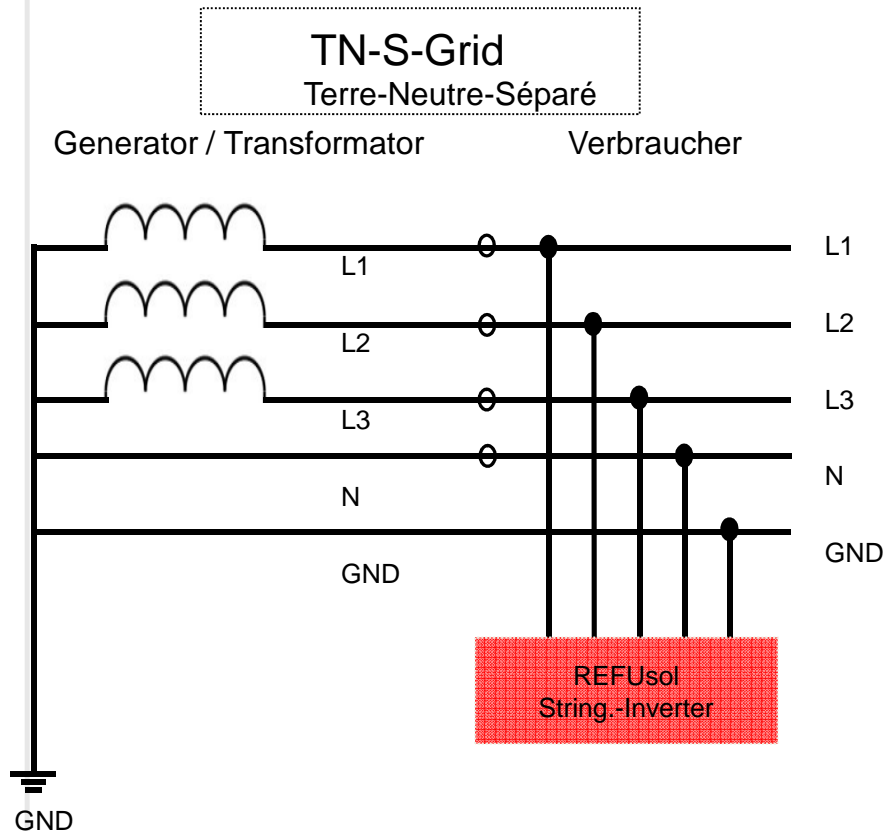 TN-S-Grid
Terre-Neutre-Séparé
Generator / Transformator
Verbraucher
L1
L1
L2
L2
L3
L3
N
N
GND
GND
REFUsol
String.-Inverter
GND